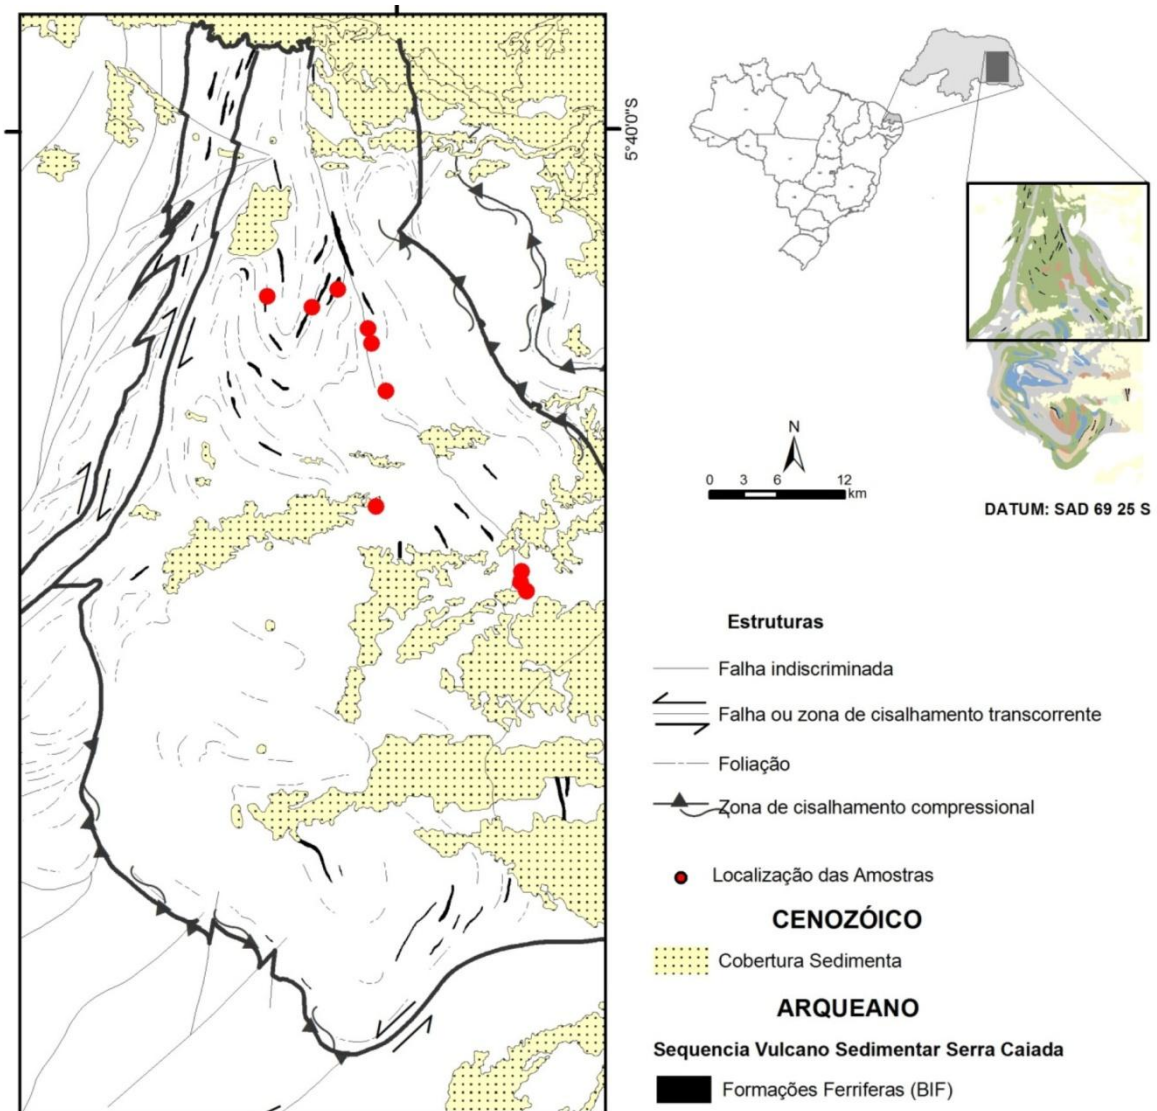 5°40'0"S
N
0 3 6 12
km
DATUM: SAD 69 25 S
Estruturas
Falha indiscriminada
Falha ou zona de cisalhamento transcorrente
Foliação
Zona de cisalhamento compressional
Localização das Amostras
CENOZÓICO
Cobertura Sedimenta
ARQUEANO
Sequencia Vulcano Sedimentar Serra Caiada
Formações Ferriferas (BIF)